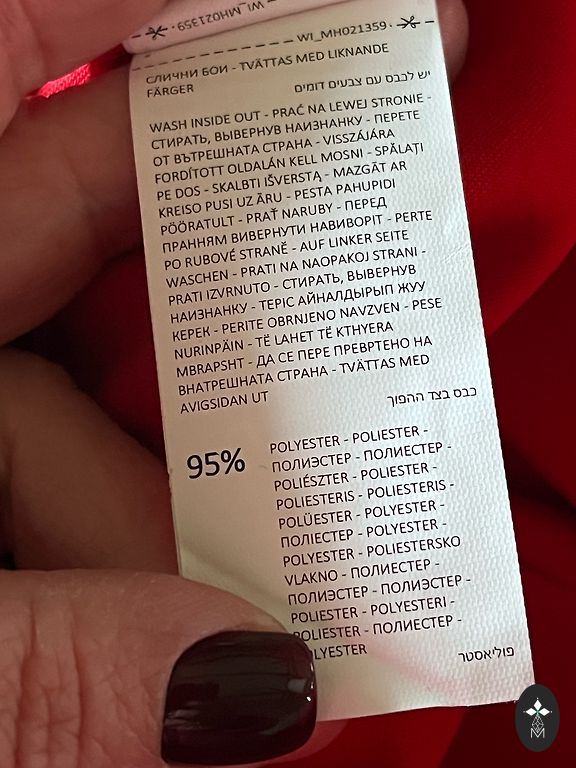 WI_MH021359
WI_MH021359
СЛИЧНИ БОИ - TVÄTTAS MED LIKNANDE
FÄRGER
יש לכבס עם צבעים דומים
WASH INSIDE OUT - PRAĆ NA LEWEJ STRONIE -
СТИРАТЬ, ВЫВЕРНУВ НАИЗНАНКУ - ПЕРЕТЕ
ОТ ВЪТРЕШНАТА СТРАНА - VISSZÁJÁRA
FORDÍTOTT OLDALÁN KELL MOSNI - SPĂLAȚI
PE DOS - SKALBTI IŠVERSTĄ - MAZGĀT AR
KREISO PUSI UZ ĀRU - PESTA PAHUPIDI
PÖÖRATULT - PRAŤ NARUBY - ПЕРЕД
ПРАННЯМ ВИВЕРНУТИ НАВИВОРІТ - PERTE
PO RUBOVÉ STRANĚ - AUF LINKER SEITE
WASCHEN - PRATI NA NAOPAKOJ STRANI -
PRATI IZVRNUTO - СТИРАТЬ, ВЫВЕРНУВ
НАИЗНАНКУ - ТЕРІС АЙНАЛДЫРЫП ЖУУ
КЕРЕК - PERITE OBRNJENO NAVZVEN - PESE
NURINPÄIN - TË LAHET TË KTHYERA
MBRAPSHT - ДА СЕ ПЕРЕ ПРЕВРТЕНО НА
ВНАТРЕШНАТА СТРАНА - TVÄTTAS MED
AVIGSIDAN UT
כבס בצד ההפוך
95%
POLYESTER - POLIESTER -
ПОЛИЭСТЕР - ПОЛИЕСТЕР -
POLIÉSZTER - POLIESTER -
POLIESTERIS - POLIESTERIS -
POLÜESTER - POLYESTER -
ПОЛІЕСТЕР - POLYESTER -
POLYESTER - POLIESTERSKO
VLAKNO - ПОЛИЕСТЕР -
ПОЛИЭСТЕР - ПОЛИЭСТЕР -
POLIESTER - POLYESTERI -
POLIESTER - ПОЛИЕСТЕР -
POLYESTER
פוליאסטר